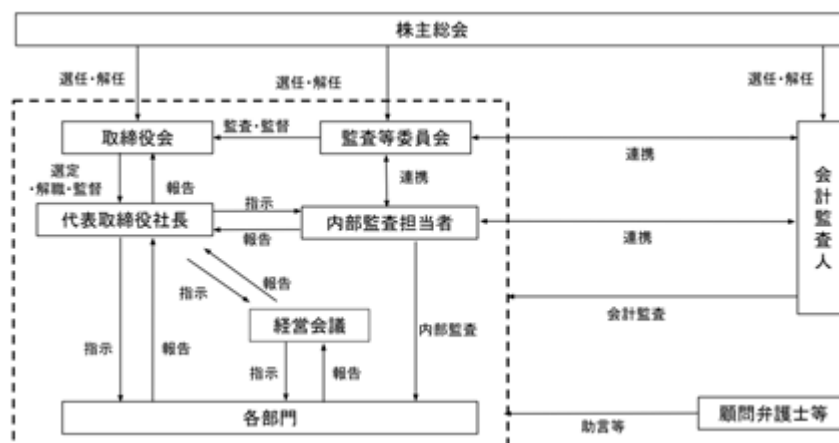 株主総会
選任・解任
選任・解任
選任・解任
取締役会
監査・監督
監査等委員会
連携
選定
・解職・監督
報告
連携
代表取締役社長
指示
報告
内部監査担当者
連携
会計監査人
指示
報告
会計監査
経営会議
内部監査
指示
報告
指示
報告
各部門
助言等
顧問弁護士等